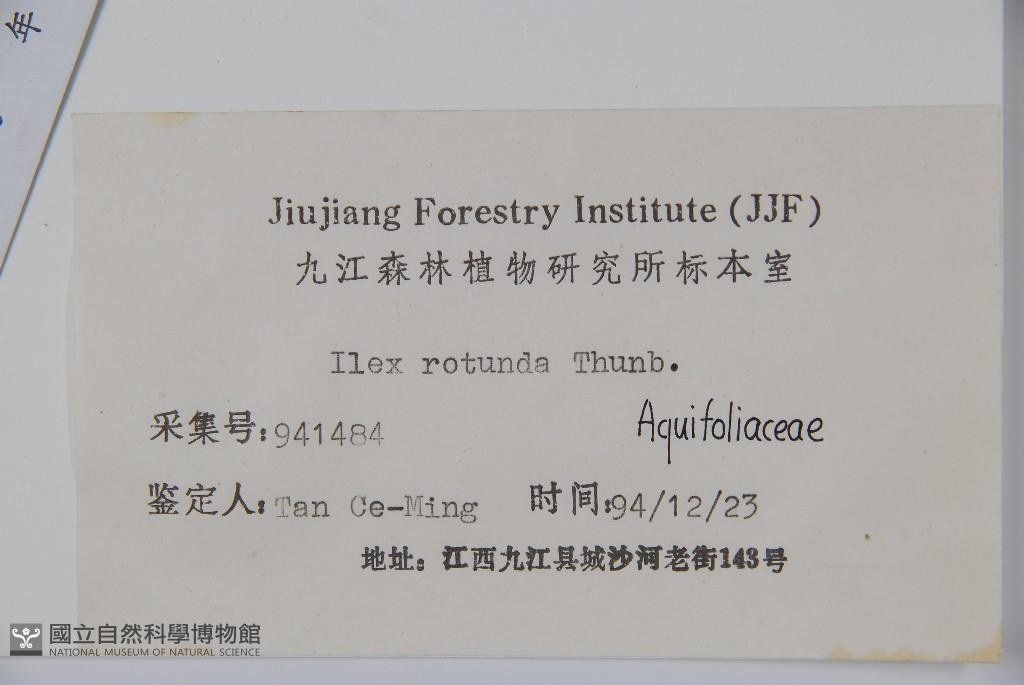 年
Jiujiang Forestry Institute (JJF)
九江森林植物研究所标本室
Ilex rotunda Thunb.
采集号:941484
Aquifoliaceae
鉴定人:Tan Ce-Ming 时间:94/12/23
地址: 江西九江县城沙河老街143号
國立自然科學博物館
NATIONAL MUSEUM OF NATURAL SCIENCE